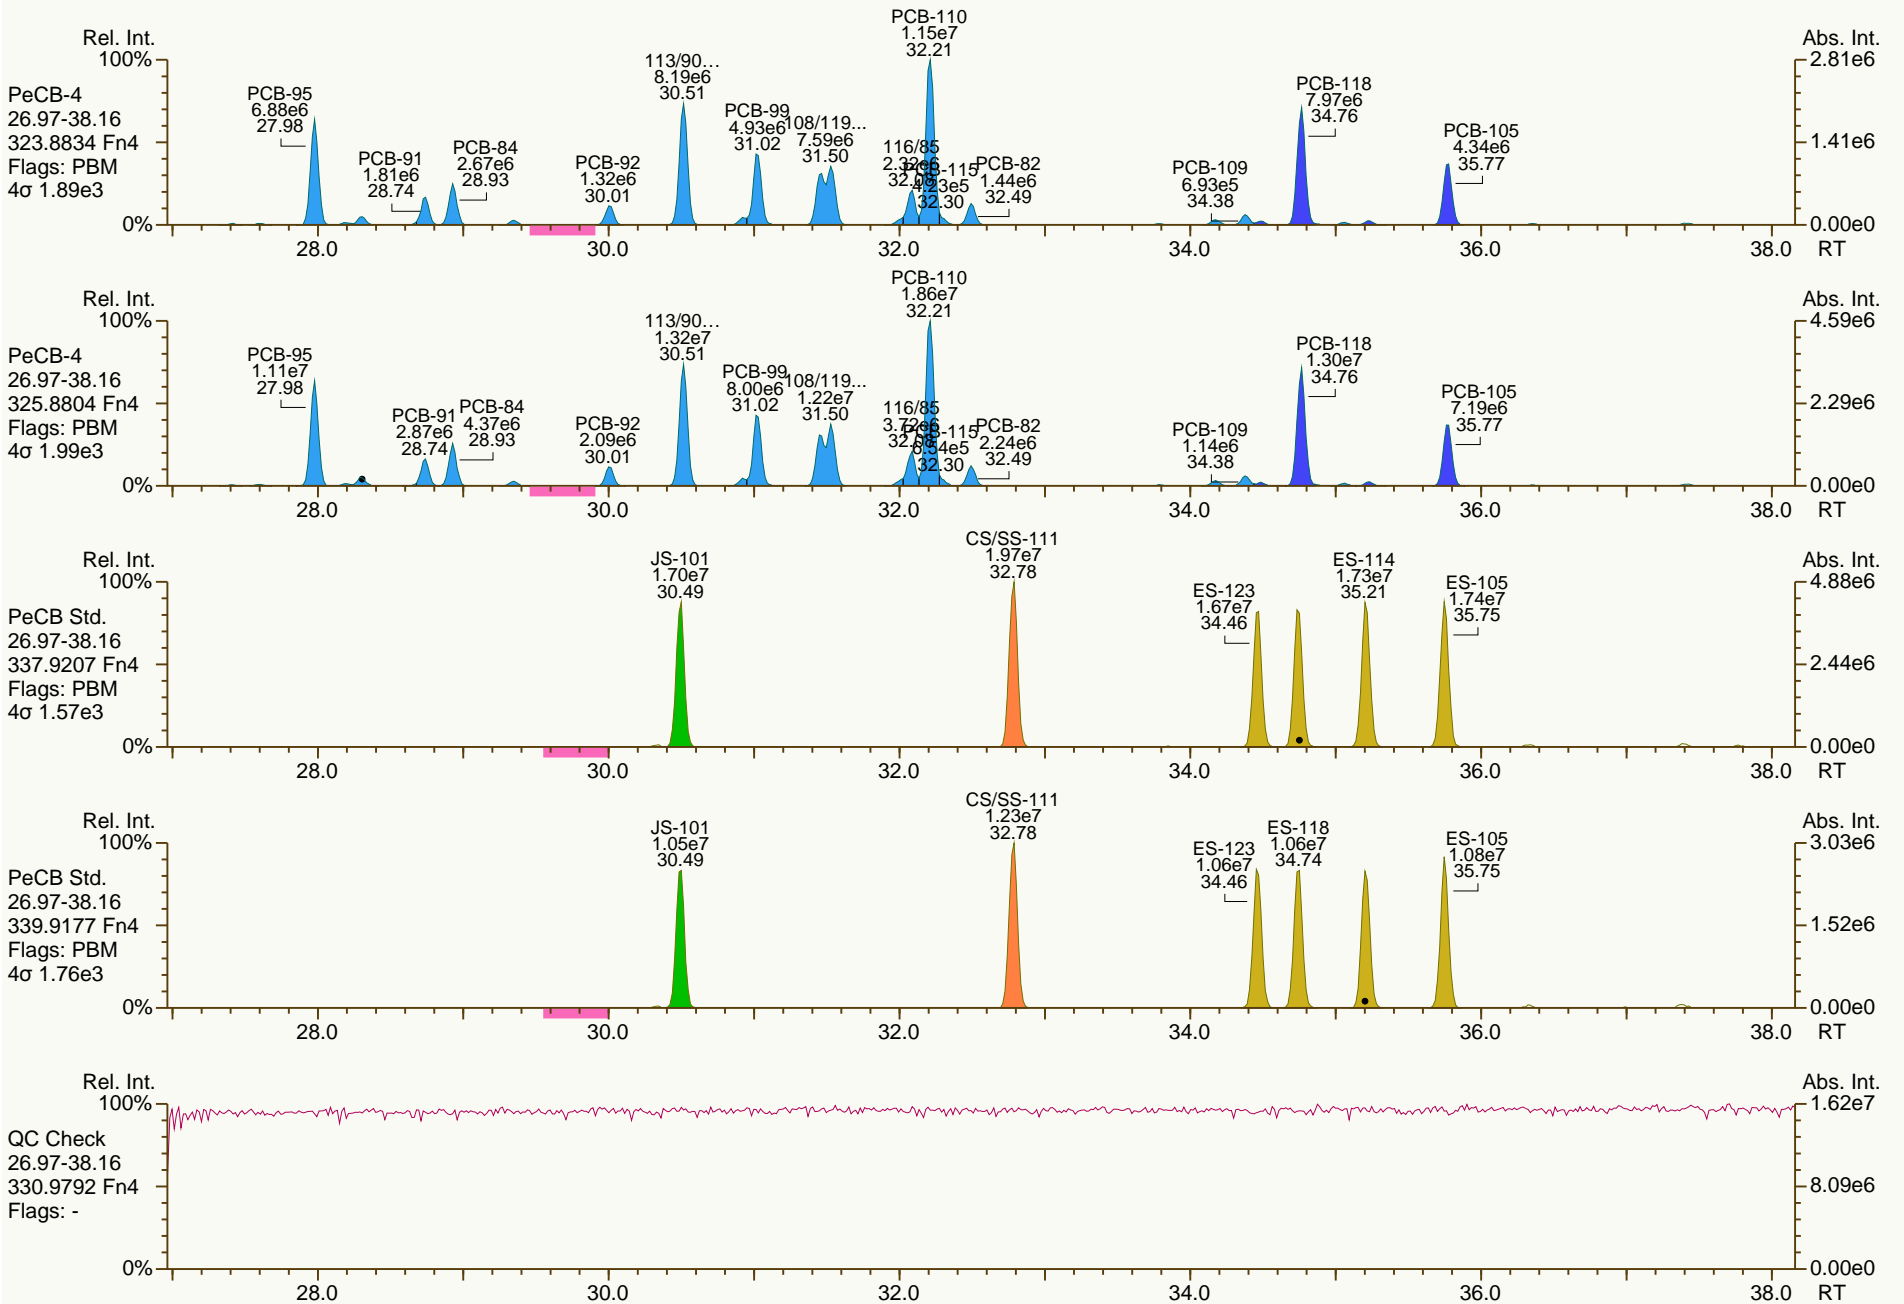 Rel. Int.
100%
0%
PeCB-4
26.97-38.16
323.8834 Fn4
Flags: PBM
4σ 1.89e3
PCB-95
6.88e6
27.98
PCB-91
1.81e6
28.74
PCB-84
2.67e6
28.93
PCB-92
1.32e6
30.01
113/90...
8.19e6
30.51
PCB-99
4.93e6
31.02
108/119...
7.59e6
31.50
116/85
2.32e6
32.08
PCB-110
1.15e7
32.21
PCB-115
4.23e5
PCB-82
1.44e6
32.49
PCB-109
6.93e5
34.38
PCB-118
7.97e6
34.76
PCB-105
4.34e6
35.77
Abs. Int.
2.81e6
1.41e6
0.00e0
28.0 30.0 32.0 34.0 36.0 38.0 RT
Rel. Int.
100%
0%
PeCB-4
26.97-38.16
325.8804 Fn4
Flags: PBM
4σ 1.99e3
PCB-95
1.11e7
27.98
PCB-91
2.87e6
28.74
PCB-84
4.37e6
28.93
PCB-92
2.09e6
30.01
113/90...
1.32e7
30.51
PCB-99
8.00e6
31.02
108/119...
1.22e7
31.50
116/85
3.72e6
32.08
PCB-110
1.86e7
32.21
PCB-115
6.54e5
32.30
PCB-82
2.24e6
32.49
PCB-109
1.14e6
34.38
PCB-118
1.30e7
34.76
PCB-105
7.19e6
35.77
Abs. Int.
4.59e6
2.29e6
0.00e0
28.0 30.0 32.0 34.0 36.0 38.0 RT
Rel. Int.
100%
0%
PeCB Std.
26.97-38.16
337.9207 Fn4
Flags: PBM
4σ 1.57e3
JS-101
1.70e7
30.49
CS/SS-111
1.97e7
32.78
ES-123
1.67e7
34.46
ES-114
1.73e7
35.21
ES-105
1.74e7
35.75
Abs. Int.
4.88e6
2.44e6
0.00e0
28.0 30.0 32.0 34.0 36.0 38.0 RT
Rel. Int.
100%
0%
PeCB Std.
26.97-38.16
339.9177 Fn4
Flags: PBM
4σ 1.76e3
JS-101
1.05e7
30.49
CS/SS-111
1.23e7
32.78
ES-123
1.06e7
34.46
ES-118
1.06e7
34.74
ES-105
1.08e7
35.75
Abs. Int.
3.03e6
1.52e6
0.00e0
28.0 30.0 32.0 34.0 36.0 38.0 RT
Rel. Int.
100%
0%
QC Check
26.97-38.16
330.9792 Fn4
Flags: -
Abs. Int.
1.62e7
8.09e6
0.00e0
28.0 30.0 32.0 34.0 36.0 38.0 RT